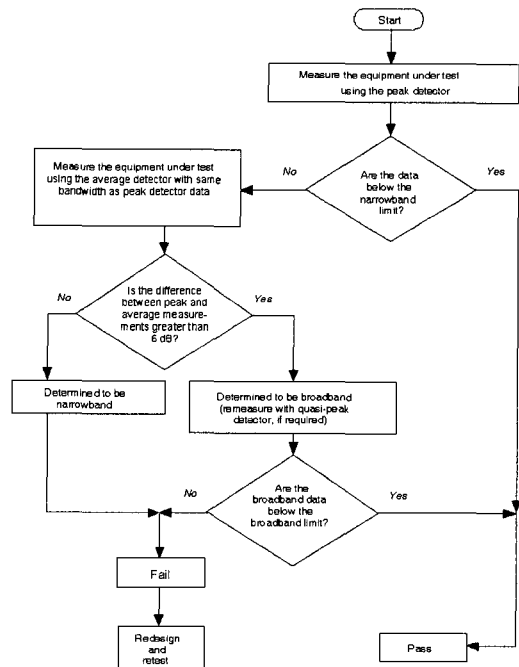 Start
Measure the equipment under test
using the peak detector
Are the data
below the
narrowband
limit?
No
Yes
Measure the equipment under test
using the average detector with same
bandwidth as peak detector data
Is the difference
between peak and
average measure-
ments greater than
6 dB?
No
Yes
Determined to be
narrowband
Determined to be broadband
(remeasure with quasi-peak
detector, if required)
Are the
broadband data
below the
broadband limit?
No
Yes
Fail
Redesign
and
retest
Pass